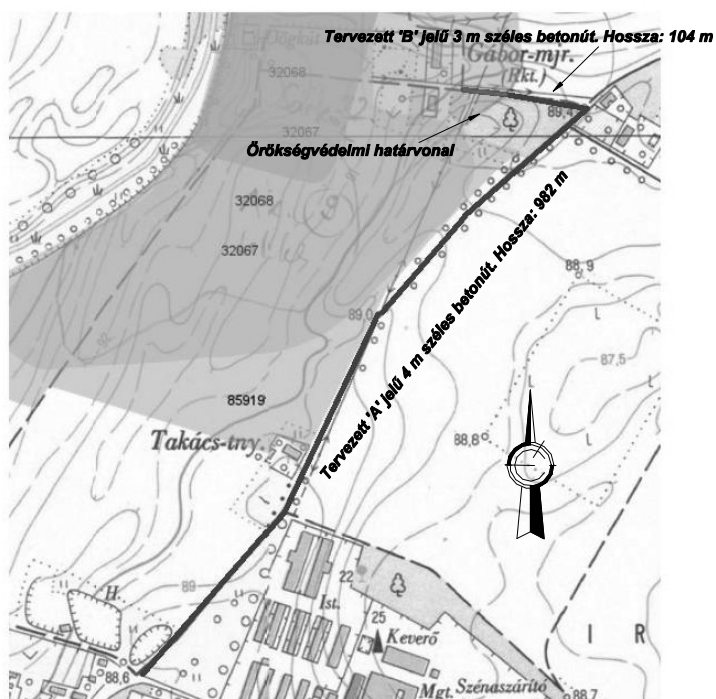 Tervezett 'B' jelű 3 m széles betonút. Hossza: 104 m
Gábor-mjr.
(Rkt.)
32068
89,4
32067
Örökségvédelmi határvonal
32068
32067
Tervezett 'A' jelű 4 m széles betonút. Hossza: 982 m
88,9
89,0
87,5
L
L
85919
Takács-tny.
88,8
L
L
22
89
H.
Ist.
25
Keverő
I R
88,6
Mgt.
Szénaszárító
88,7